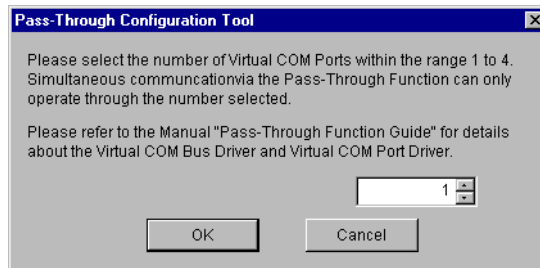 Pass-Through Configuration Tool
Please select the number of Virtual COM Ports within the range 1 to 4.
Simultaneous communcationvia the Pass-Through Function can only
operate through the number selected.
Please refer to the Manual "Pass-Through Function Guide" for details
about the Virtual COM Bus Driver and Virtual COM Port Driver.
1
OK Cancel